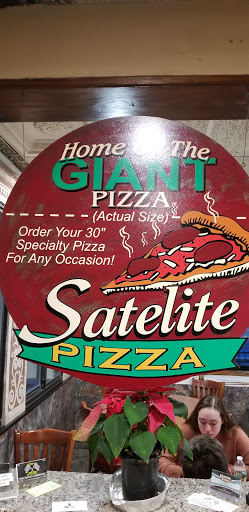 Home Of The
GIANT
PIZZA
(Actual Size)
Order Your 30"
Specialty Pizza
For Any Occasion!
Satelite
PIZZA